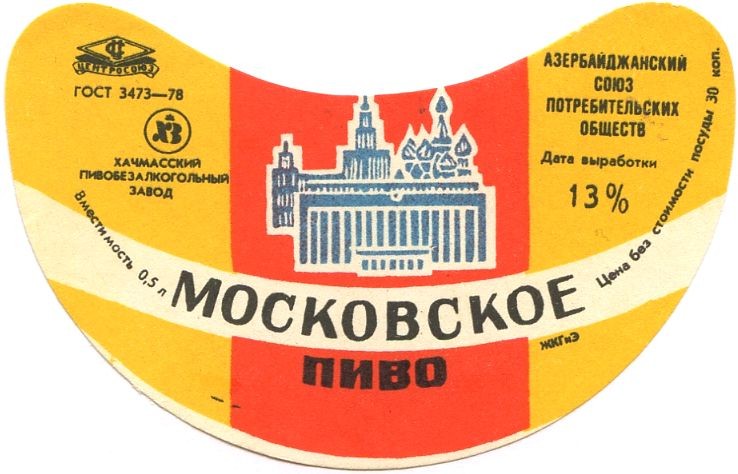 ЦЕНТРОСОЮЗ
ГОСТ 3473—78
ХЗ
ХАЧМАССКИЙ
ПИВОБЕЗАЛКОГОЛЬНЫЙ
ЗАВОД
Вместимость 0,5 л
АЗЕРБАЙДЖАНСКИЙ
СОЮЗ
ПОТРЕБИТЕЛЬСКИХ
ОБЩЕСТВ
Дата выработки
13%
Цена без стоимости посуды 30 коп.
МОСКОВСКОЕ
ПИВО
ЖКГиЭ